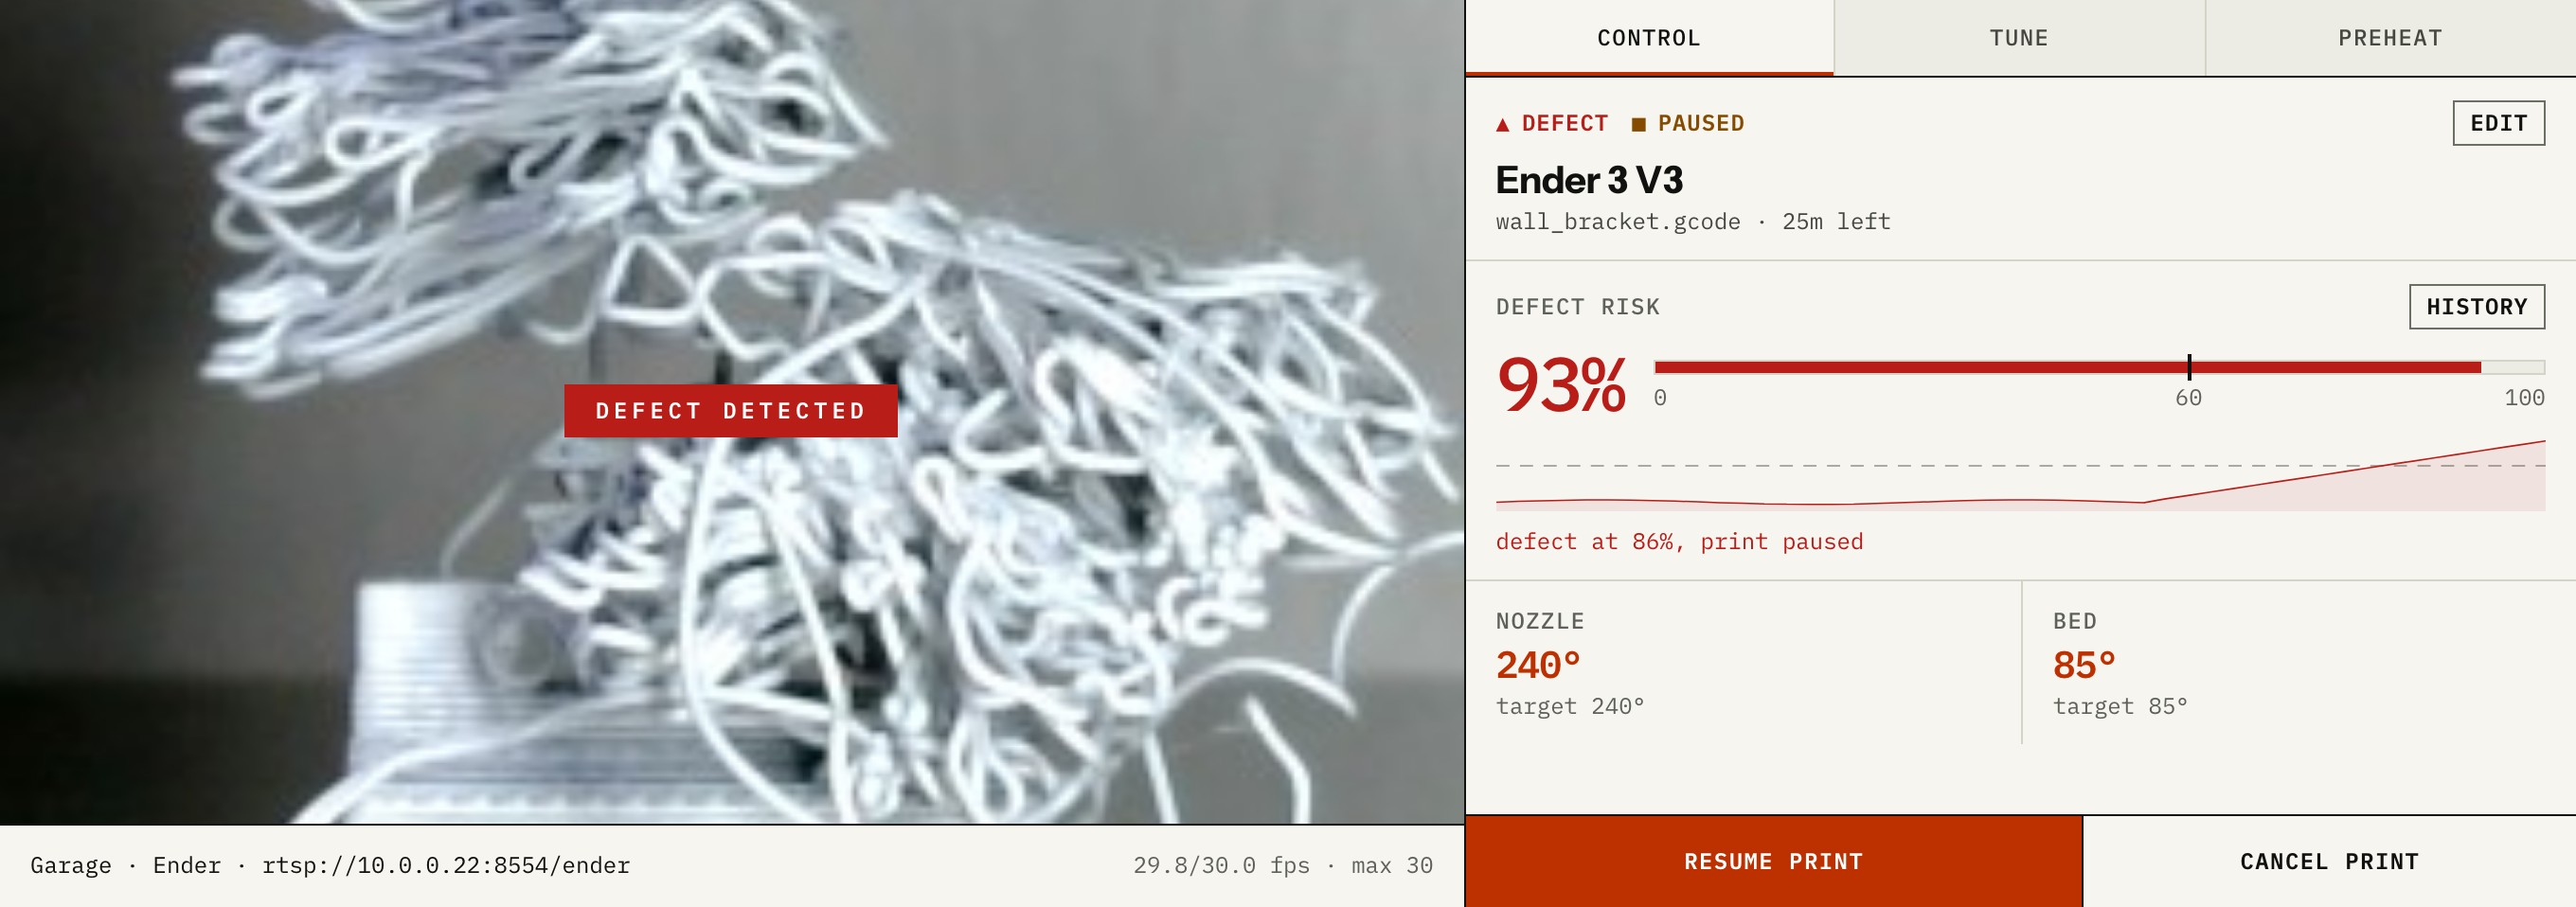 DEFECT DETECTED
Garage · Ender · rtsp://10.0.0.22:8554/ender
29.8/30.0 fps · max 30
CONTROL
TUNE
PREHEAT
▲ DEFECT ■ PAUSED
EDIT
Ender 3 V3
wall_bracket.gcode · 25m left
DEFECT RISK
HISTORY
93%
0 60 100
defect at 86%, print paused
NOZZLE
240°
target 240°
BED
85°
target 85°
RESUME PRINT
CANCEL PRINT